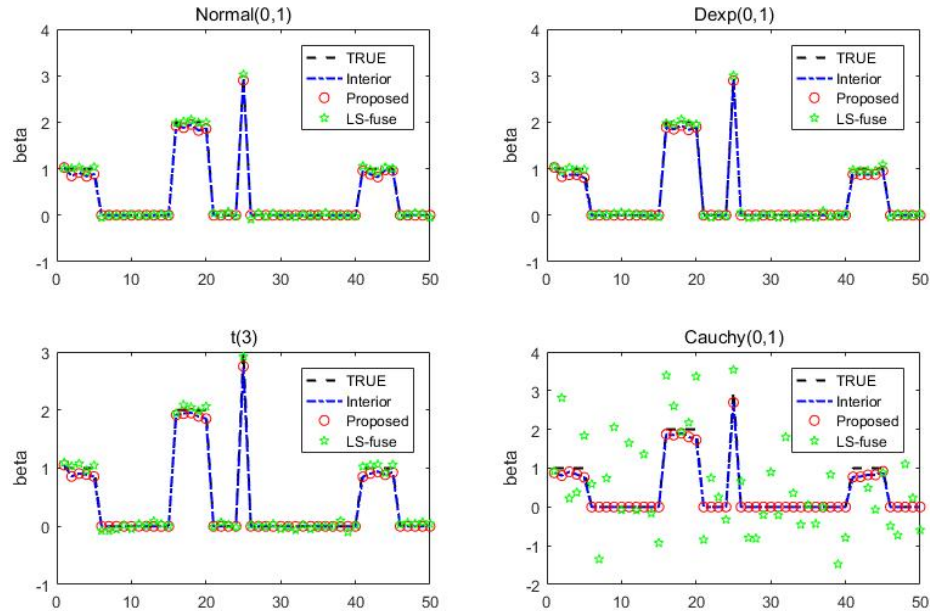 Normal(0,1)
4
3
2
1
0
-1
beta
0 10 20 30 40 50
TRUE
Interior
Proposed
LS-fuse
Dexp(0,1)
4
3
2
1
0
-1
beta
0 10 20 30 40 50
TRUE
Interior
Proposed
LS-fuse
t(3)
3
2
1
0
-1
beta
0 10 20 30 40 50
TRUE
Interior
Proposed
LS-fuse
Cauchy(0,1)
4
3
2
1
0
-1
-2
beta
0 10 20 30 40 50
TRUE
Interior
Proposed
LS-fuse